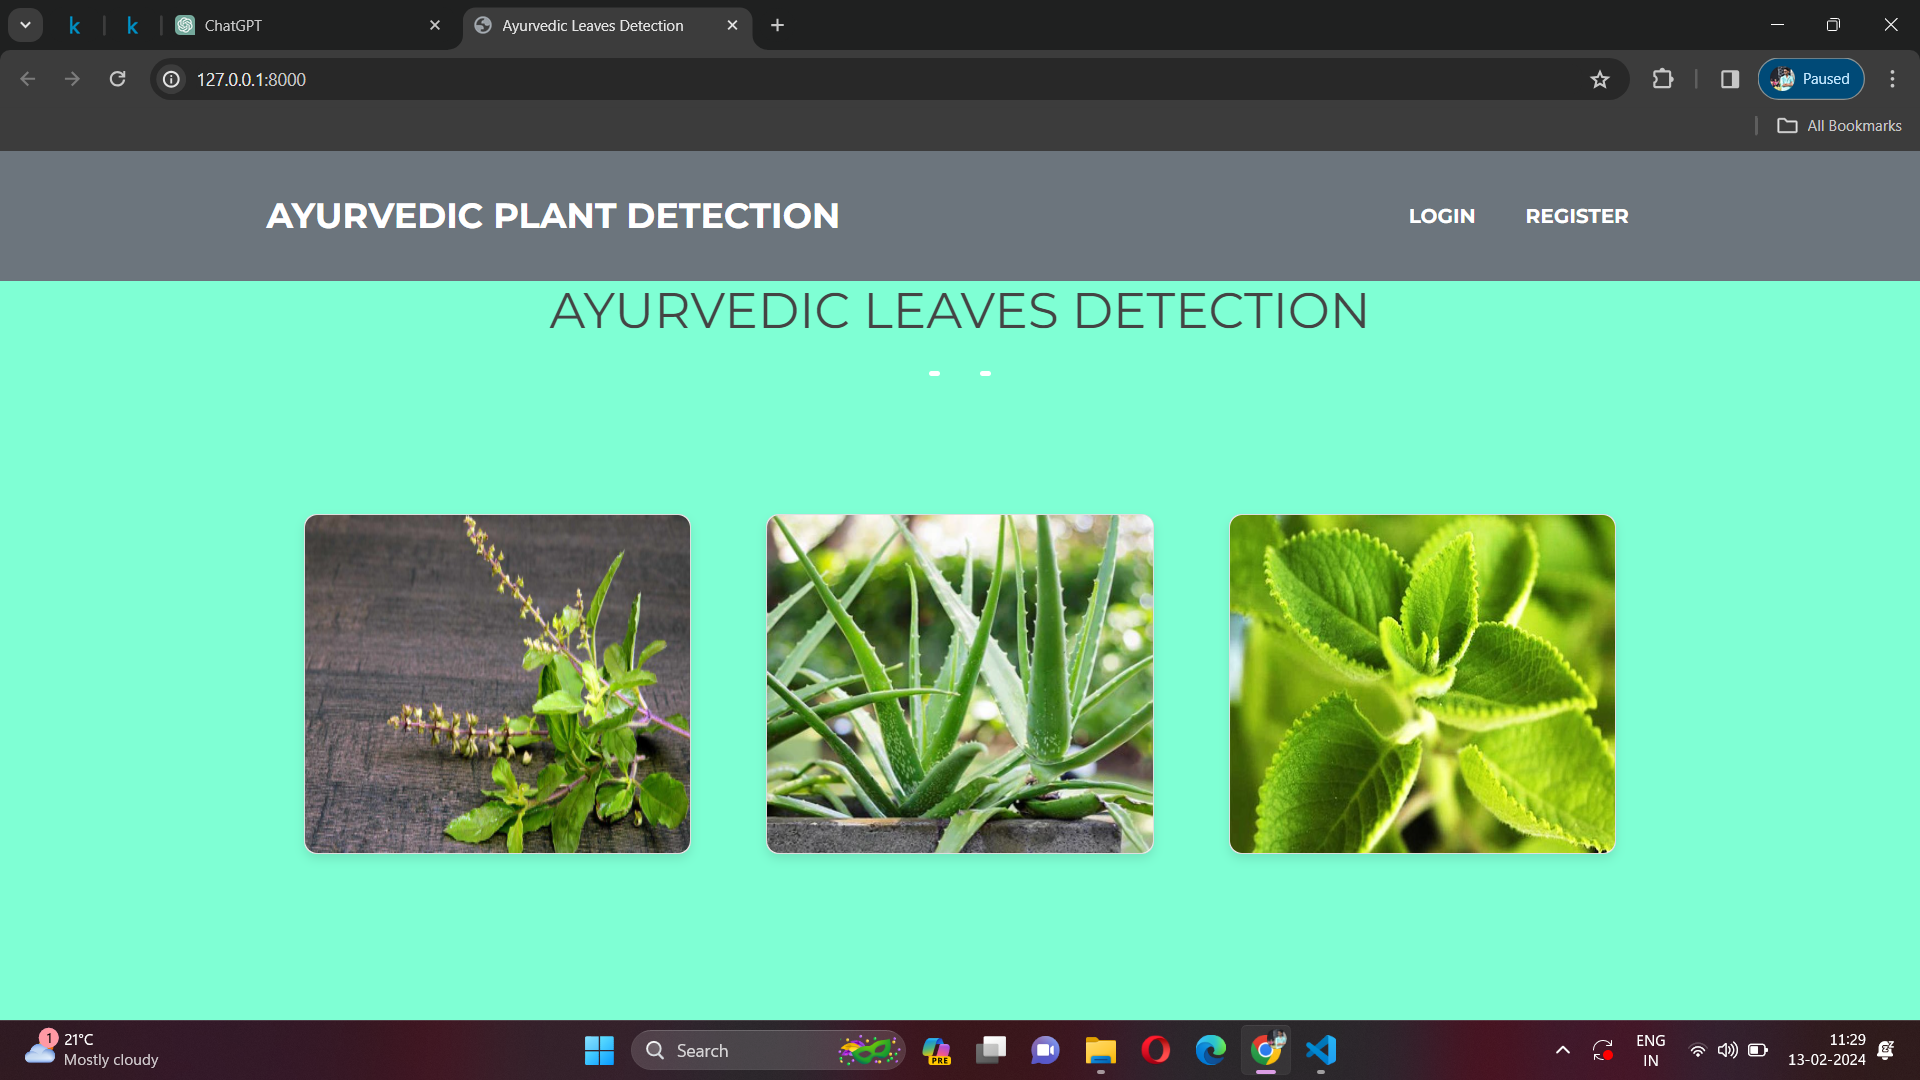 k
k
ChatGPT
Ayurvedic Leaves Detection
127.0.0.1:8000
Paused
All Bookmarks
AYURVEDIC PLANT DETECTION
LOGIN
REGISTER
AYURVEDIC LEAVES DETECTION
1
21°C
Mostly cloudy
Search
PRE
ENG
IN
11:29
13-02-2024